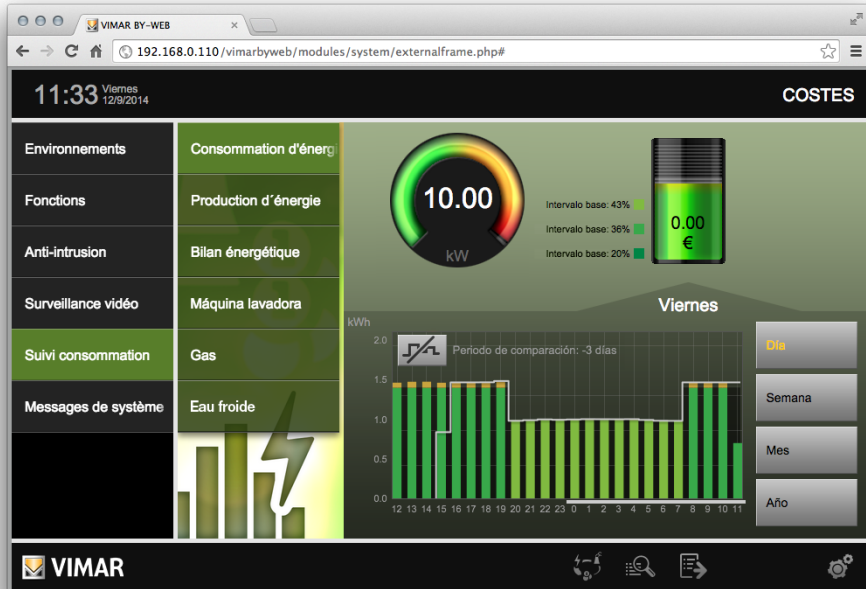 VIMAR BY-WEB
192.168.0.110/vimarbyweb/modules/system/externalframe.php#
11:33 Viernes
12/9/2014
COSTES
Environnements
Fonctions
Anti-intrusion
Surveillance vidéo
Suivi consommation
Messages de système
Consommation d'énergi
Production d´énergie
Bilan énergétique
Máquina lavadora
Gas
Eau froide
10.00
kW
Intervalo base: 43%
Intervalo base: 36%
Intervalo base: 20%
0.00
€
Viernes
kWh
2.0
1.5
1.0
0.5
0.0
Periodo de comparación: -3 días
12 13 14 15 16 17 18 19 20 21 22 23 0 1 2 3 4 5 6 7 8 9 10 11
Día
Semana
Mes
Año
VIMAR